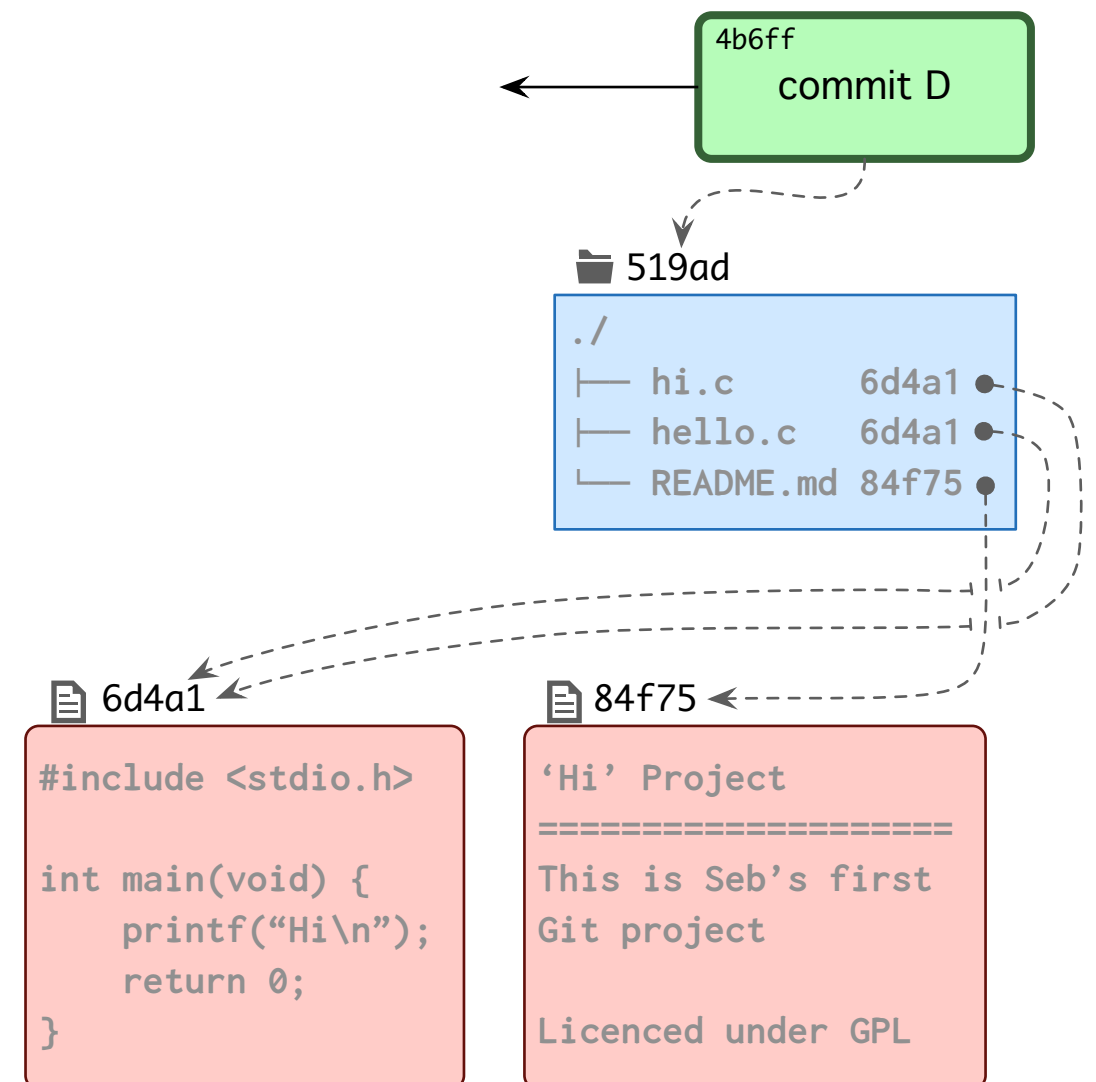 4b6ff
commit D
519ad
./
├── hi.c 6d4a1
├── hello.c 6d4a1
└── README.md 84f75
6d4a1
#include <stdio.h>
int main(void) {
    printf(“Hi\n”);
    return 0;
}
84f75
‘Hi’ Project
====================
This is Seb’s first
Git project
Licenced under GPL